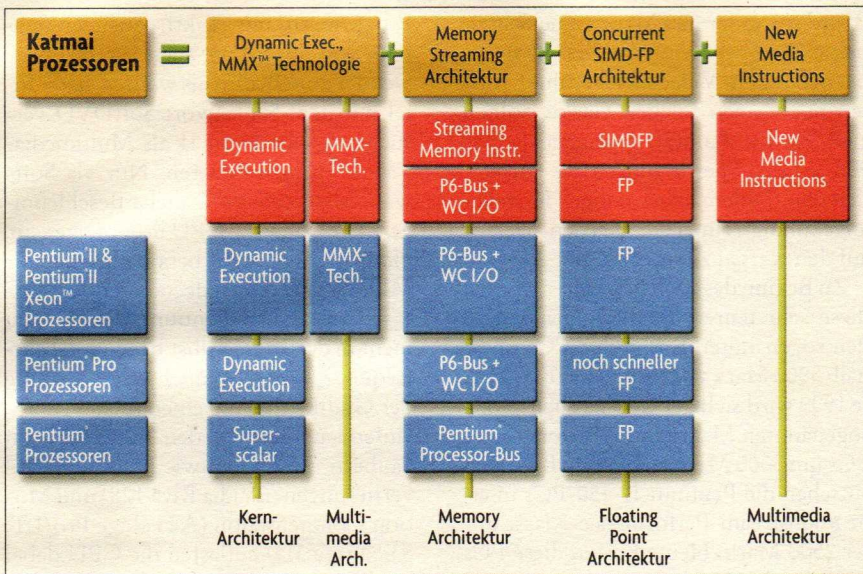 Katmai
Prozessoren
=
Dynamic Exec.,
MMX™ Technologie
+
Memory
Streaming
Architektur
+
Concurrent
SIMD-FP
Architektur
+
New
Media
Instructions
Dynamic
Execution
MMX-
Tech.
Streaming
Memory Instr.
P6-Bus +
WC I/O
SIMDFP
FP
New
Media
Instructions
Pentium®II &
Pentium®II
Xeon™
Prozessoren
Dynamic
Execution
MMX-
Tech.
P6-Bus +
WC I/O
FP
Pentium® Pro
Prozessoren
Dynamic
Execution
P6-Bus +
WC I/O
noch schneller
FP
Pentium®
Prozessoren
Super-
scalar
Pentium®
Processor-Bus
FP
Kern-
Architektur
Multi-
media
Arch.
Memory
Architektur
Floating
Point
Architektur
Multimedia
Architektur